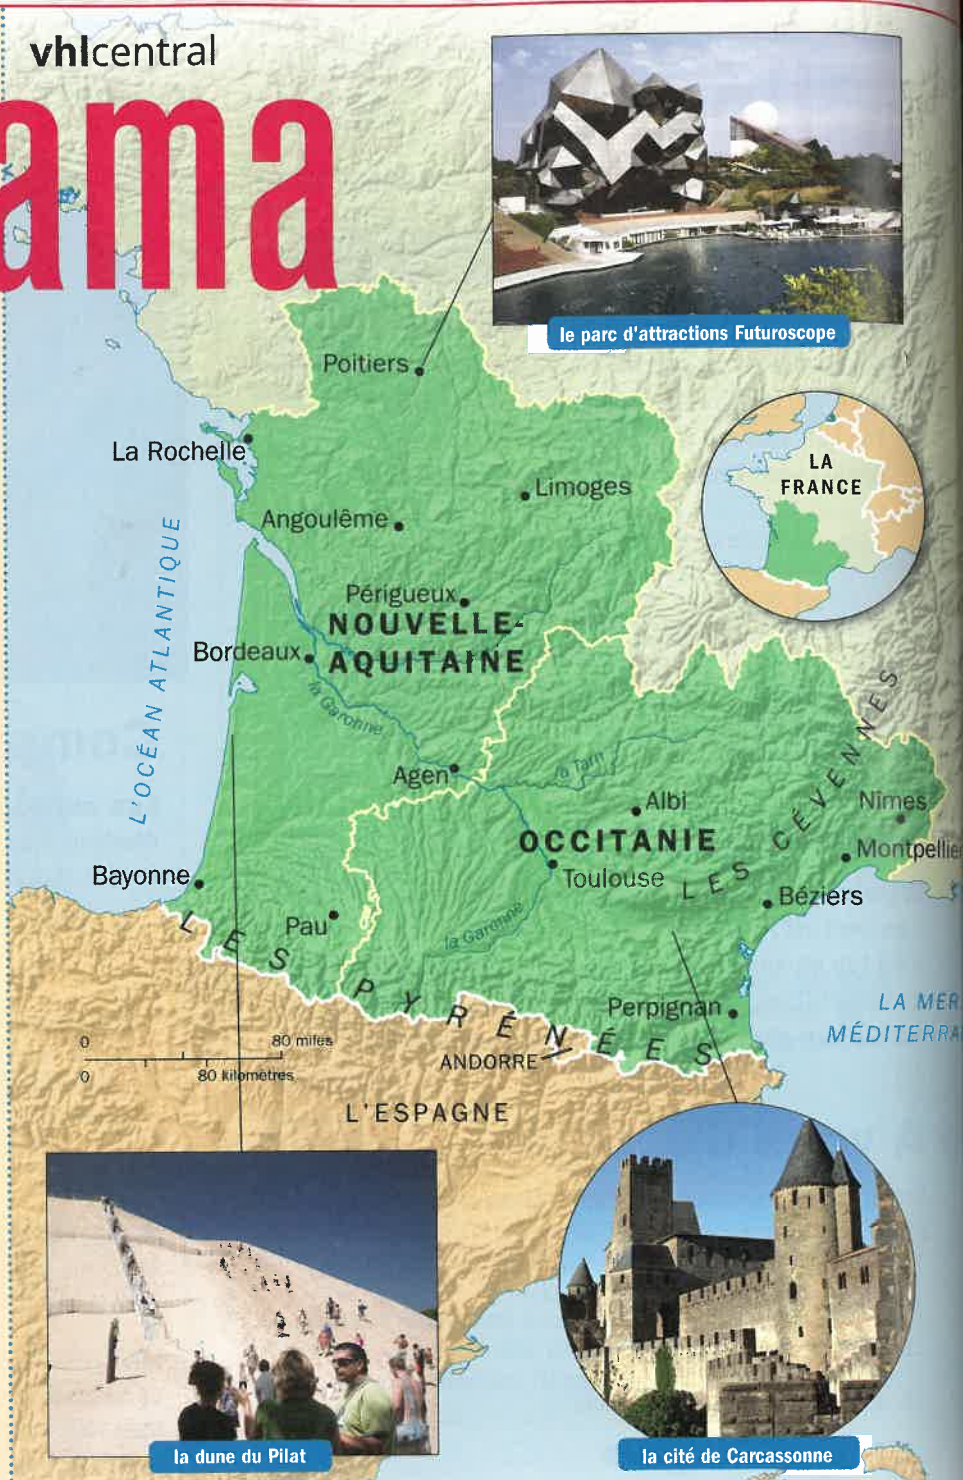 vhlcentral
ama
le parc d'attractions Futuroscope
Poitiers
LA
FRANCE
La Rochelle
Limoges
Angoulême
L'OCÉAN ATLANTIQUE
Périgueux
NOUVELLE-
AQUITAINE
Bordeaux
la Garonne
Agen
le Tarn
LES CÉVENNES
Albi
Nîmes
OCCITANIE
Montpellie
Toulouse
Bayonne
Béziers
Pau
la Garonne
LES PYRÉNÉES
Perpignan
LA MER
MÉDITERRA
0 80 miles
0 80 kilomètres
ANDORRE
L'ESPAGNE
la dune du Pilat
la cité de Carcassonne